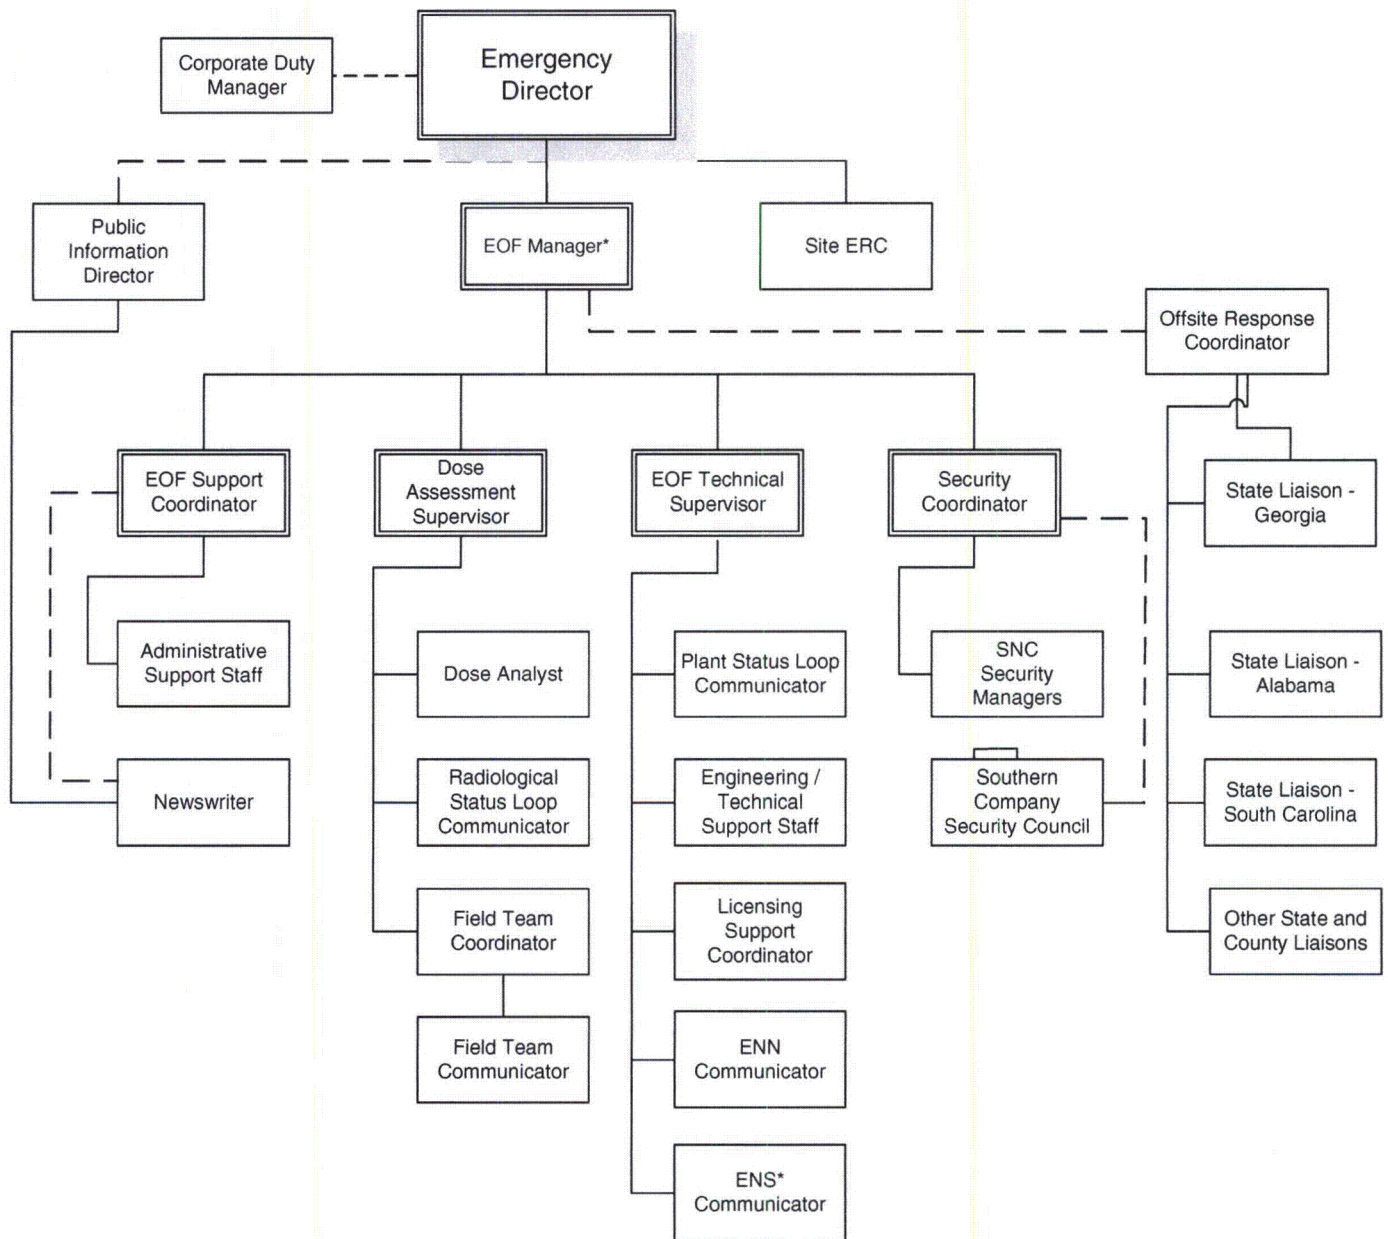 Corporate Duty
Manager
Emergency
Director
Public
Information
Director
EOF Manager*
Site ERC
Offsite Response
Coordinator
EOF Support
Coordinator
Dose
Assessment
Supervisor
EOF Technical
Supervisor
Security
Coordinator
State Liaison -
Georgia
Administrative
Support Staff
Dose Analyst
Plant Status Loop
Communicator
SNC
Security
Managers
State Liaison -
Alabama
Newswriter
Radiological
Status Loop
Communicator
Engineering /
Technical
Support Staff
Southern
Company
Security Council
State Liaison -
South Carolina
Field Team
Coordinator
Licensing
Support
Coordinator
Other State and
County Liaisons
Field Team
Communicator
ENN
Communicator
ENS*
Communicator